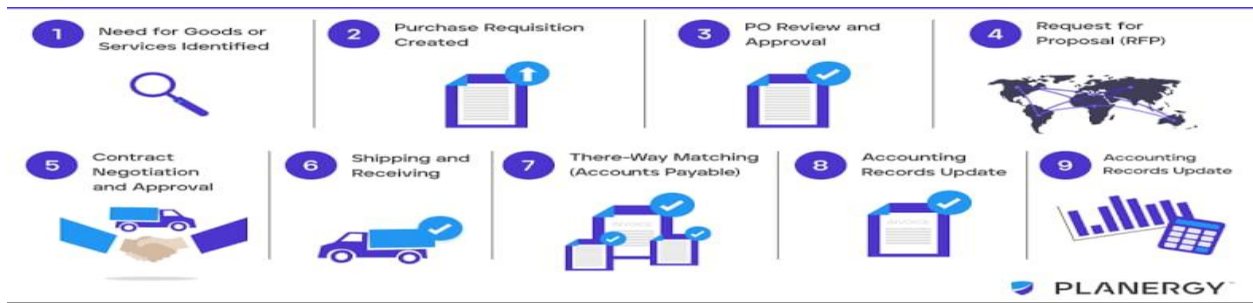 1
Need for Goods or
Services Identified
2
Purchase Requisition
Created
3
PO Review and
Approval
4
Request for
Proposal (RFP)
5
Contract
Negotiation
and Approval
6
Shipping and
Receiving
7
There-Way Matching
(Accounts Payable)
INVOICE
8
Accounting
Records Update
INVOICE
9
Accounting
Records Update
PLANERGY